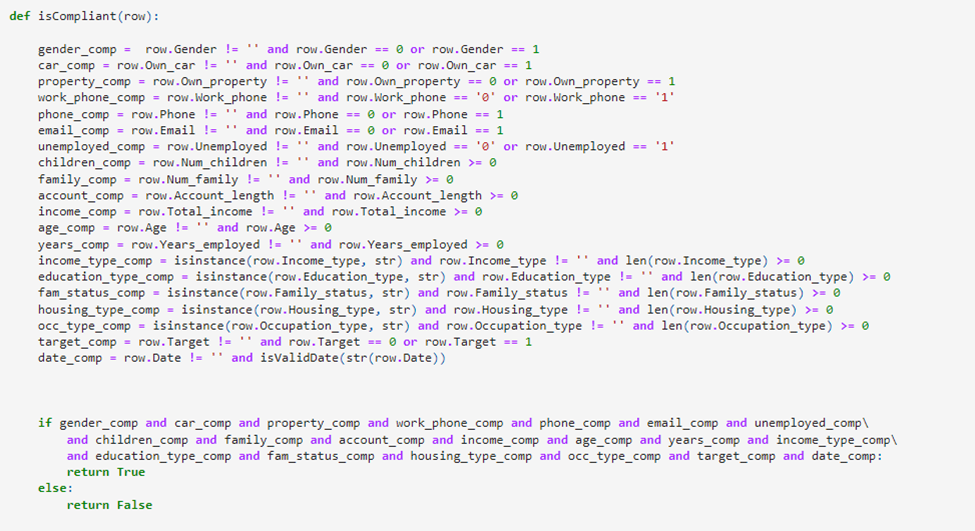 def isCompliant(row):
gender_comp =  row.Gender != '' and row.Gender == 0 or row.Gender == 1
car_comp = row.Own_car != '' and row.Own_car == 0 or row.Own_car == 1
property_comp = row.Own_property != '' and row.Own_property == 0 or row.Own_property == 1
work_phone_comp = row.Work_phone != '' and row.Work_phone == '0' or row.Work_phone == '1'
phone_comp = row.Phone != '' and row.Phone == 0 or row.Phone == 1
email_comp = row.Email != '' and row.Email == 0 or row.Email == 1
unemployed_comp = row.Unemployed != '' and row.Unemployed == '0' or row.Unemployed == '1'
children_comp = row.Num_children != '' and row.Num_children >= 0
family_comp = row.Num_family != '' and row.Num_family >= 0
account_comp = row.Account_length != '' and row.Account_length >= 0
income_comp = row.Total_income != '' and row.Total_income >= 0
age_comp = row.Age != '' and row.Age >= 0
years_comp = row.Years_employed != '' and row.Years_employed >= 0
income_type_comp = isinstance(row.Income_type, str) and row.Income_type != '' and len(row.Income_type) >= 0
education_type_comp = isinstance(row.Education_type, str) and row.Education_type != '' and len(row.Education_type) >= 0
fam_status_comp = isinstance(row.Family_status, str) and row.Family_status != '' and len(row.Family_status) >= 0
housing_type_comp = isinstance(row.Housing_type, str) and row.Housing_type != '' and len(row.Housing_type) >= 0
occ_type_comp = isinstance(row.Occupation_type, str) and row.Occupation_type != '' and len(row.Occupation_type) >= 0
target_comp = row.Target != '' and row.Target == 0 or row.Target == 1
date_comp = row.Date != '' and isValidDate(str(row.Date))
if gender_comp and car_comp and property_comp and work_phone_comp and phone_comp and email_comp and unemployed_comp\
and children_comp and family_comp and account_comp and income_comp and age_comp and years_comp and income_type_comp\
and education_type_comp and fam_status_comp and housing_type_comp and occ_type_comp and target_comp and date_comp:
return True
else:
return False